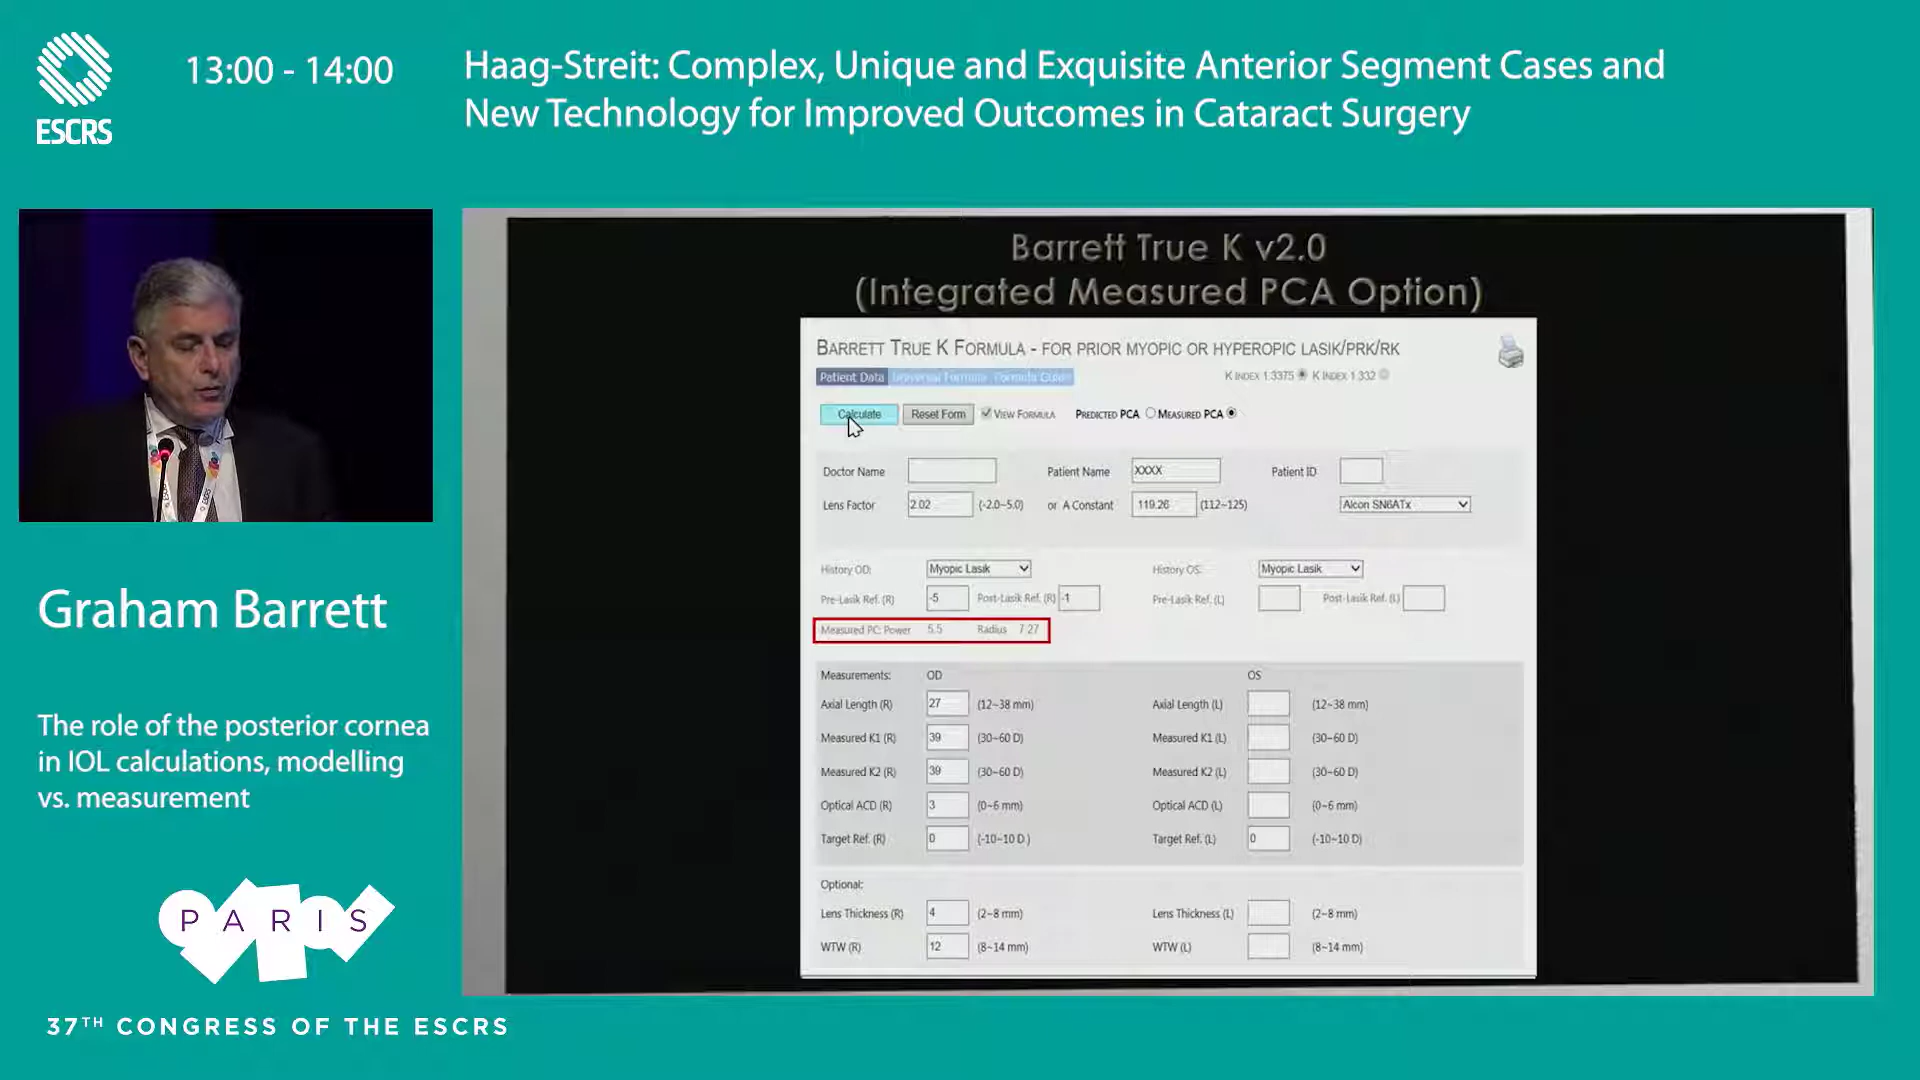 ESCRS
13:00 - 14:00
Haag-Streit: Complex, Unique and Exquisite Anterior Segment Cases and
New Technology for Improved Outcomes in Cataract Surgery
Graham Barrett
The role of the posterior cornea
in IOL calculations, modelling
vs. measurement
PARIS
37TH CONGRESS OF THE ESCRS
Barrett True K v2.0
(Integrated Measured PCA Option)
BARRETT TRUE K FORMULA - FOR PRIOR MYOPIC OR HYPEROPIC LASIK/PRK/RK
Patient Data Universal Formula Formula Guide K INDEX 1.3375 K INDEX 1.332
Calculate Reset Form VIEW FORMULA PREDICTED PCA MEASURED PCA
Doctor Name Patient Name XXXX Patient ID
Lens Factor 2.02 (-2.0~5.0) or A Constant 119.26 (112~125) Alcon SN6ATx
History OD: Myopic Lasik History OS: Myopic Lasik
Pre-Lasik Ref. (R) -5 Post-Lasik Ref. (R) -1 Pre-Lasik Ref. (L) Post-Lasik Ref. (L)
Measured PC: Power 5.5 Radius 7.27
Measurements: OD OS
Axial Length (R) 27 (12~38 mm) Axial Length (L) (12~38 mm)
Measured K1 (R) 39 (30~60 D) Measured K1 (L) (30~60 D)
Measured K2 (R) 39 (30~60 D) Measured K2 (L) (30~60 D)
Optical ACD (R) 3 (0~6 mm) Optical ACD (L) (0~6 mm)
Target Ref. (R) 0 (-10~10 D ) Target Ref. (L) 0 (-10~10 D)
Optional:
Lens Thickness (R) 4 (2~8 mm) Lens Thickness (L) (2~8 mm)
WTW (R) 12 (8~14 mm) WTW (L) (8~14 mm)